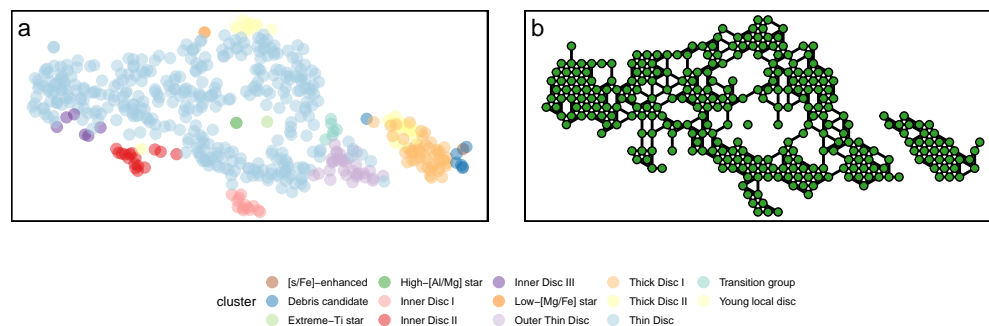 a
b
cluster
[s/Fe]−enhanced High−[Al/Mg] star Inner Disc III Thick Disc I Transition group
Debris candidate Inner Disc I Low−[Mg/Fe] star Thick Disc II Young local disc
Extreme−Ti star Inner Disc II Outer Thin Disc Thin Disc